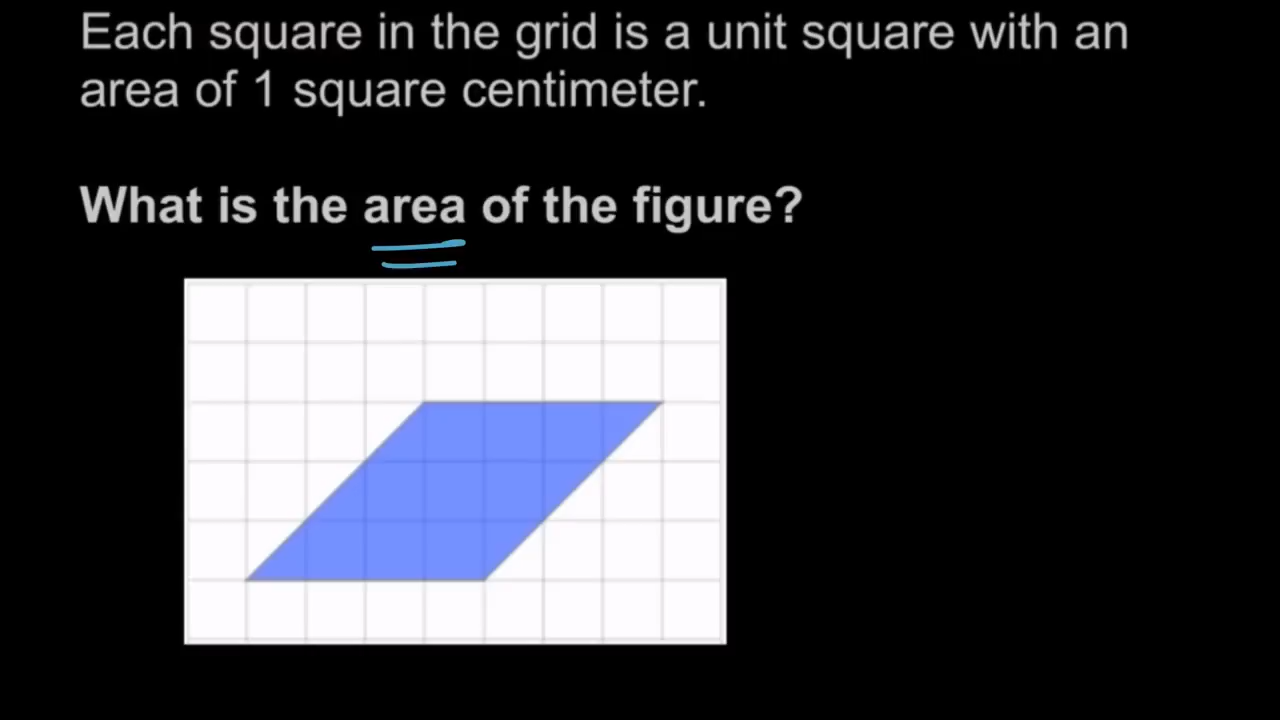 Each square in the grid is a unit square with an
area of 1 square centimeter.
What is the area of the figure?